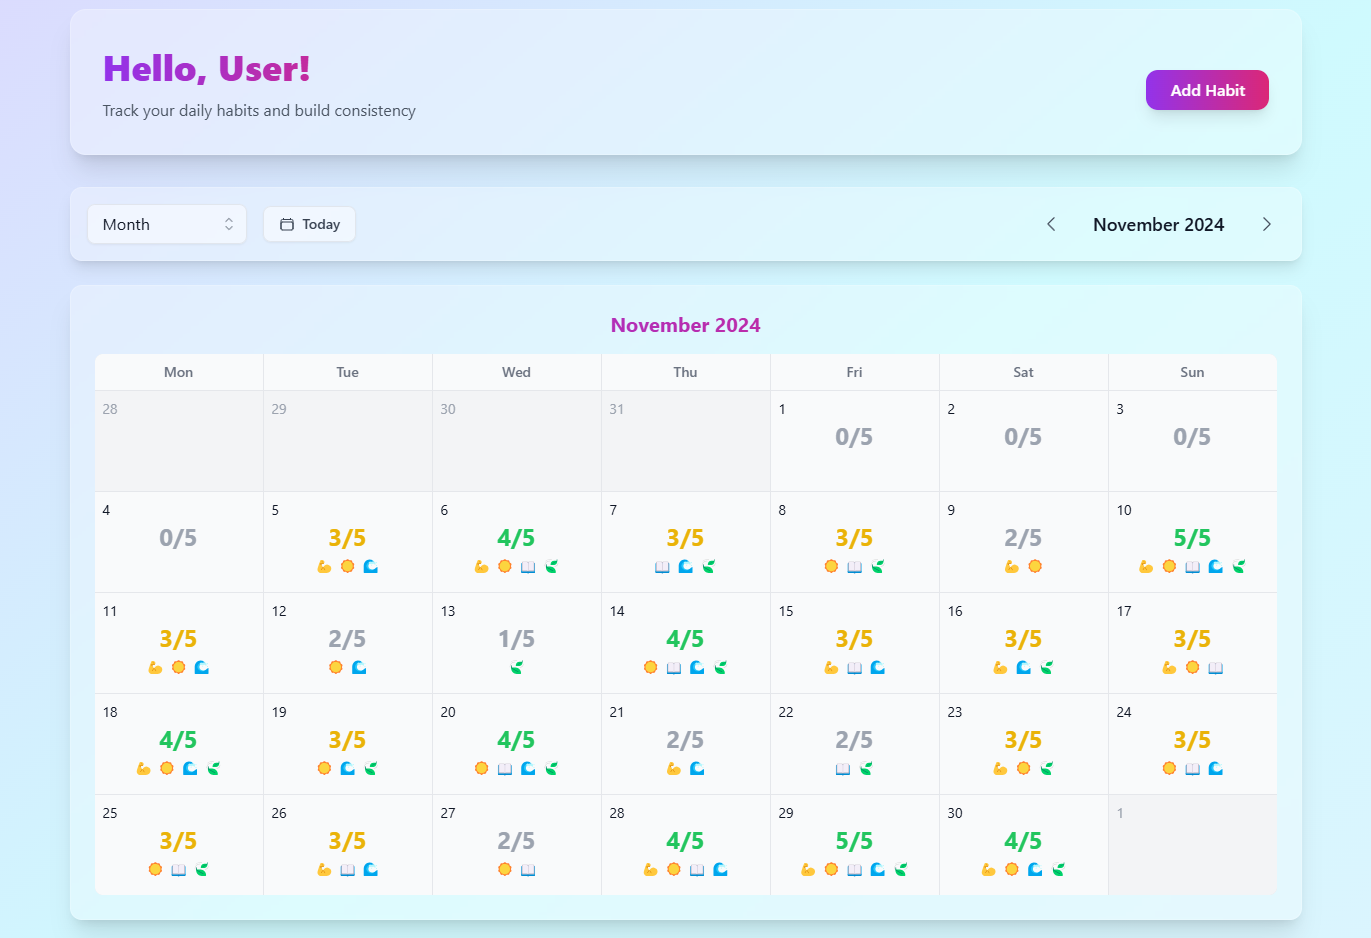 Hello, User!
Track your daily habits and build consistency
Add Habit
Month
Today
November 2024
November 2024
Mon Tue Wed Thu Fri Sat Sun
28 29 30 31 1 2 3
0/5 0/5 0/5
4 5 6 7 8 9 10
0/5 3/5 4/5 3/5 3/5 2/5 5/5
11 12 13 14 15 16 17
3/5 2/5 1/5 4/5 3/5 3/5 3/5
18 19 20 21 22 23 24
4/5 3/5 4/5 2/5 2/5 3/5 3/5
25 26 27 28 29 30 1
3/5 3/5 2/5 4/5 5/5 4/5